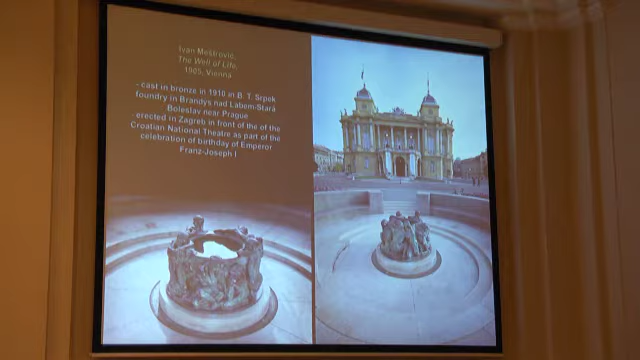 Ivan Meštrović,
The Well of Life,
1905, Vienna
- cast in bronze in 1910 in B. T. Srpek
foundry in Brandys nad Labem-Stará
Boleslav near Prague
- erected in Zagreb in front of the of the
Croatian National Theatre as part of the
celebration of birthday of Emperor
Franz-Joseph I